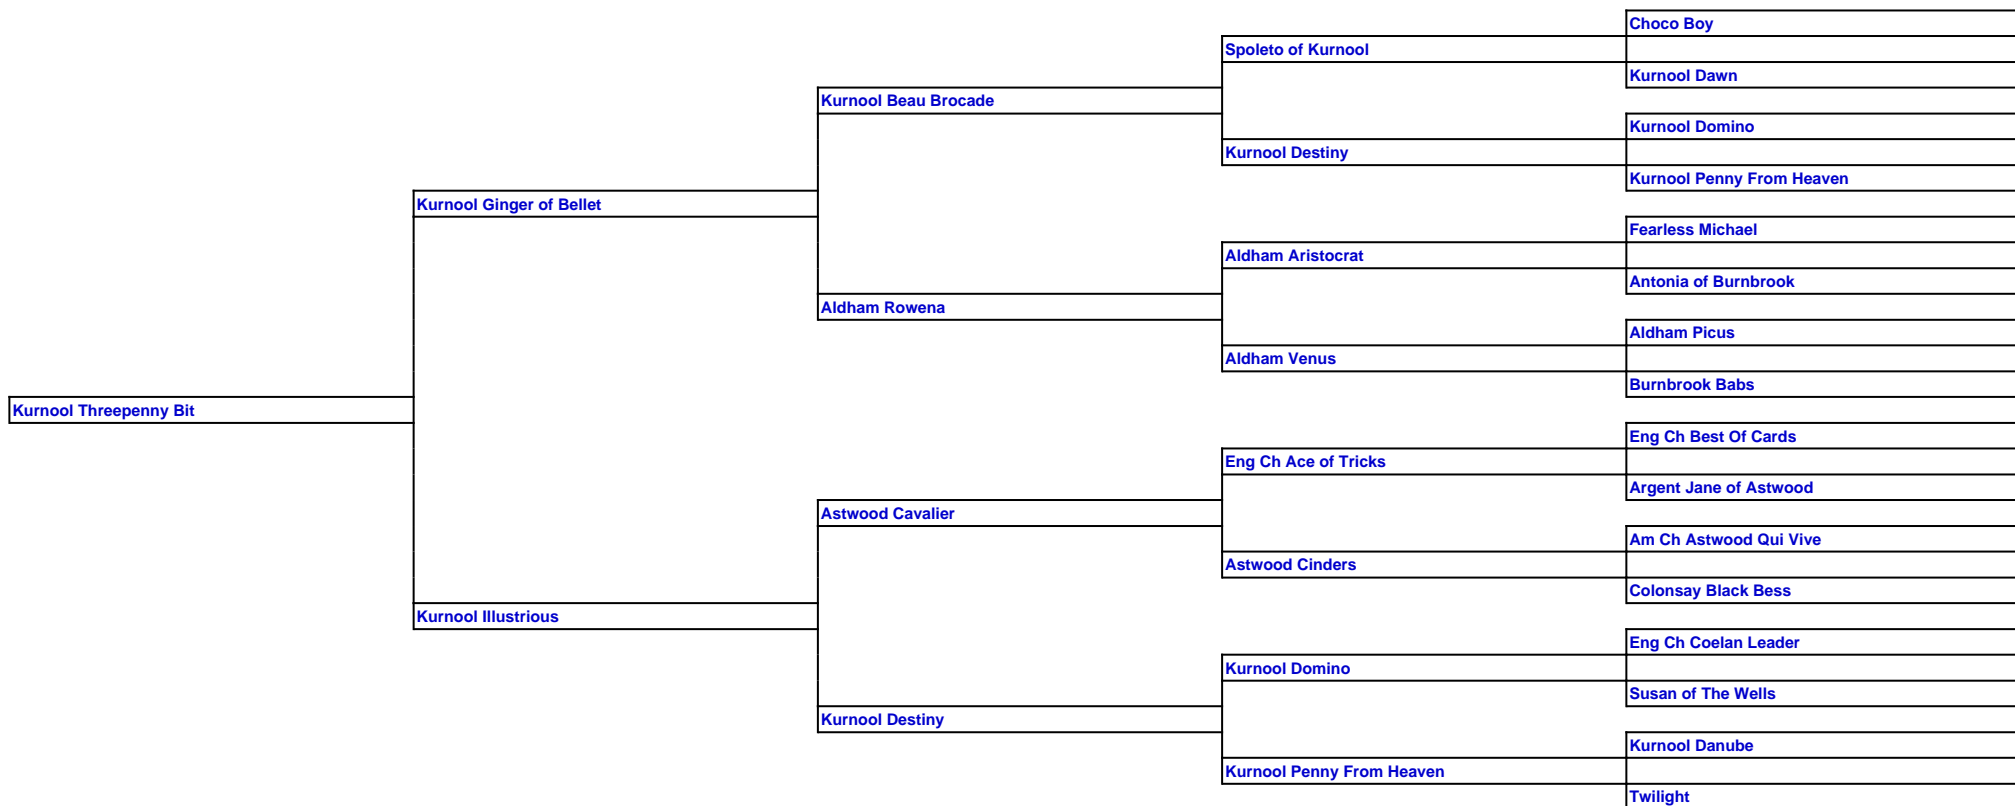 Choco Boy
Spoleto of Kurnool
Kurnool Dawn
Kurnool Beau Brocade
Kurnool Domino
Kurnool Destiny
Kurnool Penny From Heaven
Kurnool Ginger of Bellet
Fearless Michael
Aldham Aristocrat
Antonia of Burnbrook
Aldham Rowena
Aldham Picus
Aldham Venus
Burnbrook Babs
Kurnool Threepenny Bit
Eng Ch Best Of Cards
Eng Ch Ace of Tricks
Argent Jane of Astwood
Astwood Cavalier
Am Ch Astwood Qui Vive
Astwood Cinders
Colonsay Black Bess
Kurnool Illustrious
Eng Ch Coelan Leader
Kurnool Domino
Susan of The Wells
Kurnool Destiny
Kurnool Danube
Kurnool Penny From Heaven
Twilight